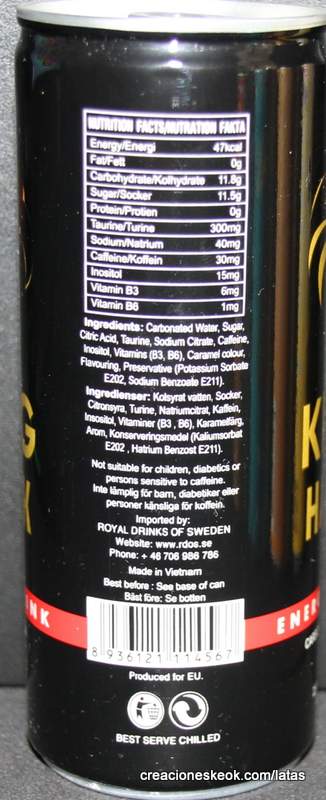 NUTRITION FACTS/NUTRATION FAKTA
Energy/Energi 47kcal
Fat/Fett 0g
Carbohydrate/Kolhydrate 11.8g
Sugar/Socker 11.5g
Protein/Protien 0g
Taurine/Turine 300mg
Sodium/Natrium 40mg
Caffeine/Koffein 30mg
Inositol 15mg
Vitamin B3 6mg
Vitamin B6 1mg
Ingredients: Carbonated Water, Sugar,
Citric Acid, Taurine, Sodium Citrate, Caffeine,
Inositol, Vitamins (B3, B6), Caramel colour,
Flavouring, Preservative (Potassium Sorbate
E202, Sodium Benzoate E211).
Ingredienser: Kolsyrat vatten, Socker,
Citronsyra, Turine, Natriumcitrat, Kaffein,
Insositol, Vitaminer (B3 , B6), Karamelfärg,
Arom, Konserveringsmedel (Kaliumsorbat
E202 , Hatrium Benzost E211).
Not suitable for children, diabetics or
persons sensitive to caffeine.
Inte lämplig för barn, diabetiker eller
personer känsliga för koffein.
Imported by:
ROYAL DRINKS OF SWEDEN
Website: www.rdos.se
Phone: + 46 706 986 786
Made in Vietnam
Best before : See base of can
Bäst före: Se botten
8 936121 114567
Produced for EU.
BEST SERVE CHILLED
G
K
INK
K
H
ENER
creacioneskeok.com/latas